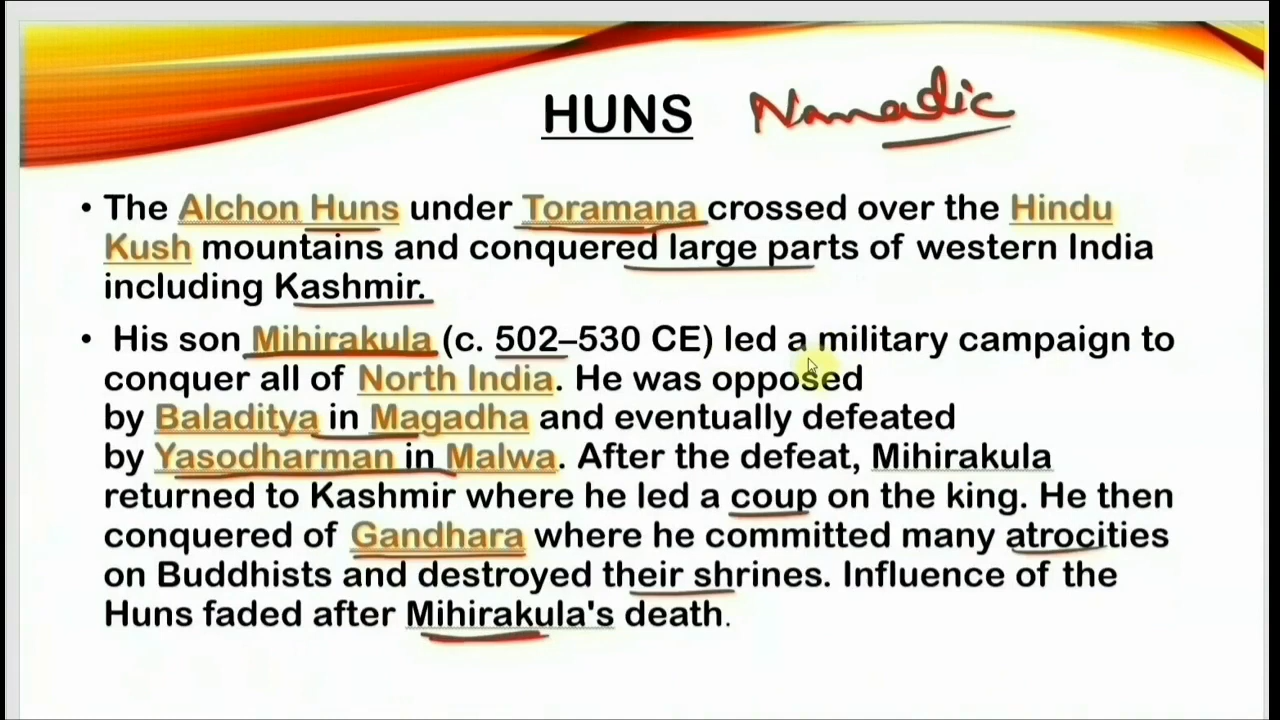 HUNS Namadic
• The Alchon Huns under Toramana crossed over the Hindu
Kush mountains and conquered large parts of western India
including Kashmir.
• His son Mihirakula (c. 502–530 CE) led a military campaign to
conquer all of North India. He was opposed
by Baladitya in Magadha and eventually defeated
by Yasodharman in Malwa. After the defeat, Mihirakula
returned to Kashmir where he led a coup on the king. He then
conquered of Gandhara where he committed many atrocities
on Buddhists and destroyed their shrines. Influence of the
Huns faded after Mihirakula's death.